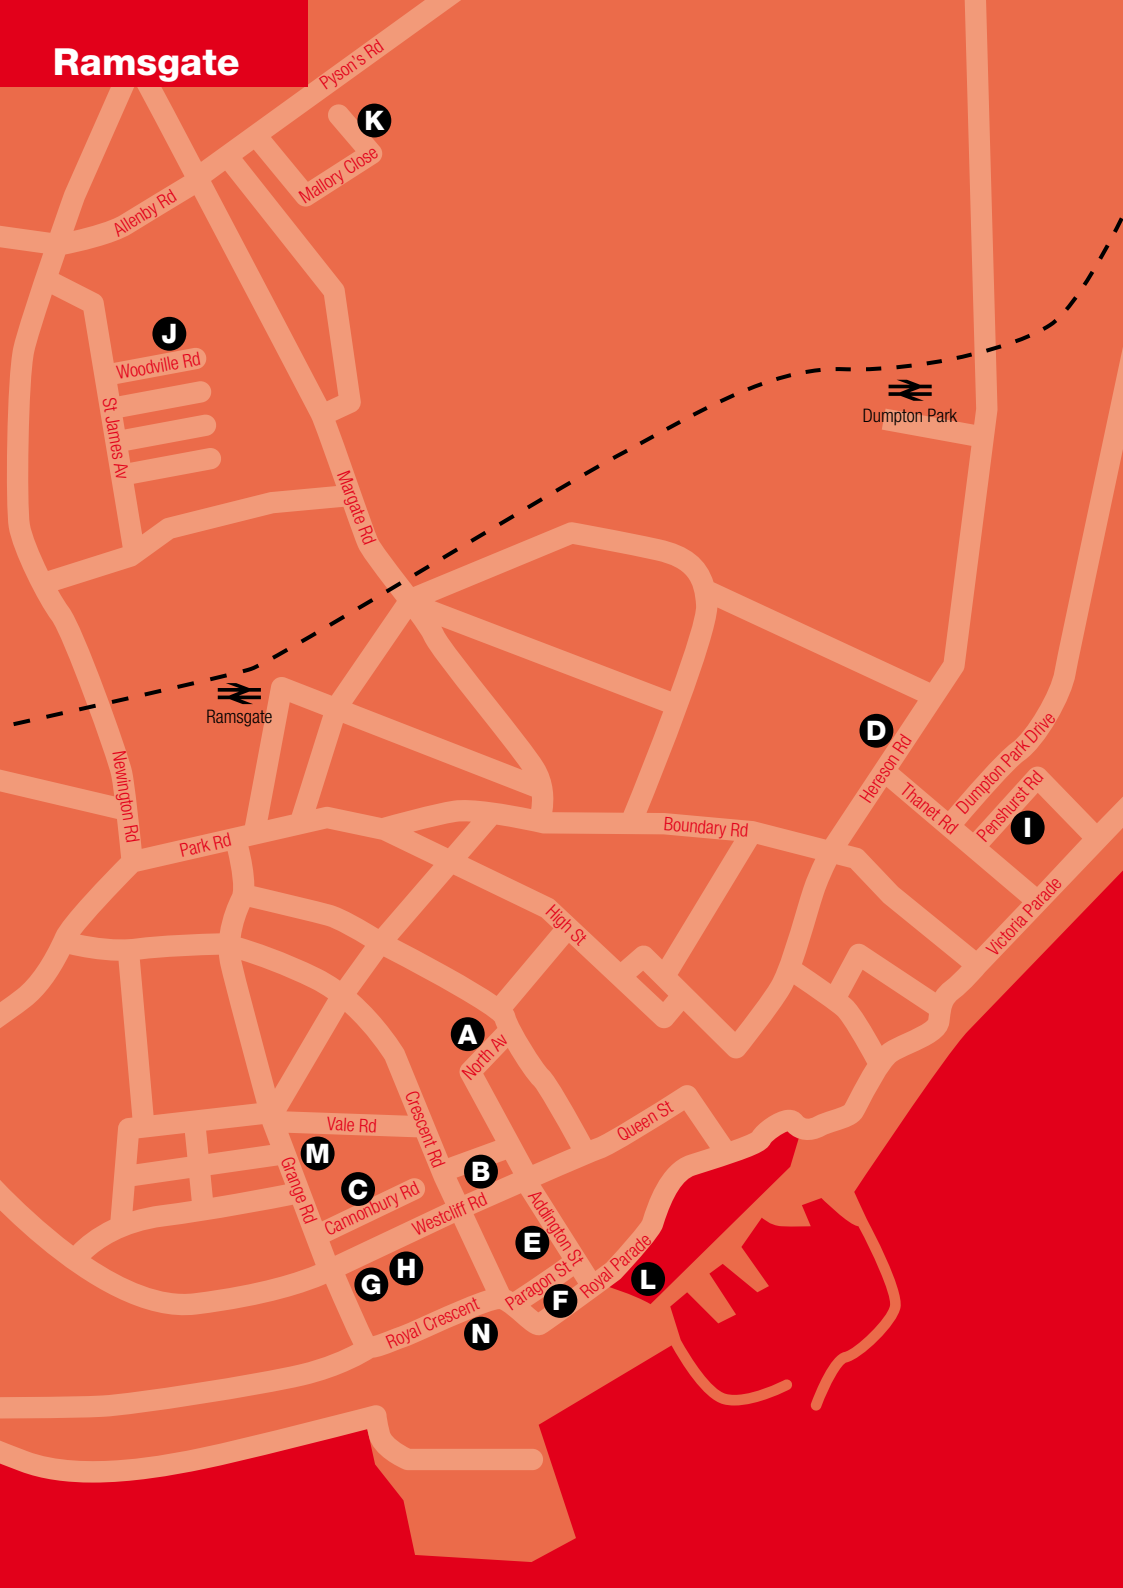 Ramsgate
Pyson's Rd
K
Mallory Close
Allenby Rd
J
Woodville Rd
St James Av
Dumpton Park
Margate Rd
Ramsgate
D
Hereson Rd
Dumpton Park Drive
Newington Rd
Thanet Rd
Penshurst Rd
I
Park Rd
Boundary Rd
High St
Victoria Parade
A
North Av
Crescent Rd
Queen St
Vale Rd
M
B
Grange Rd
C
Cannonbury Rd
Westcliff Rd
Addington St
E
H
G
Paragon St
Royal Parade
L
F
Royal Crescent
N